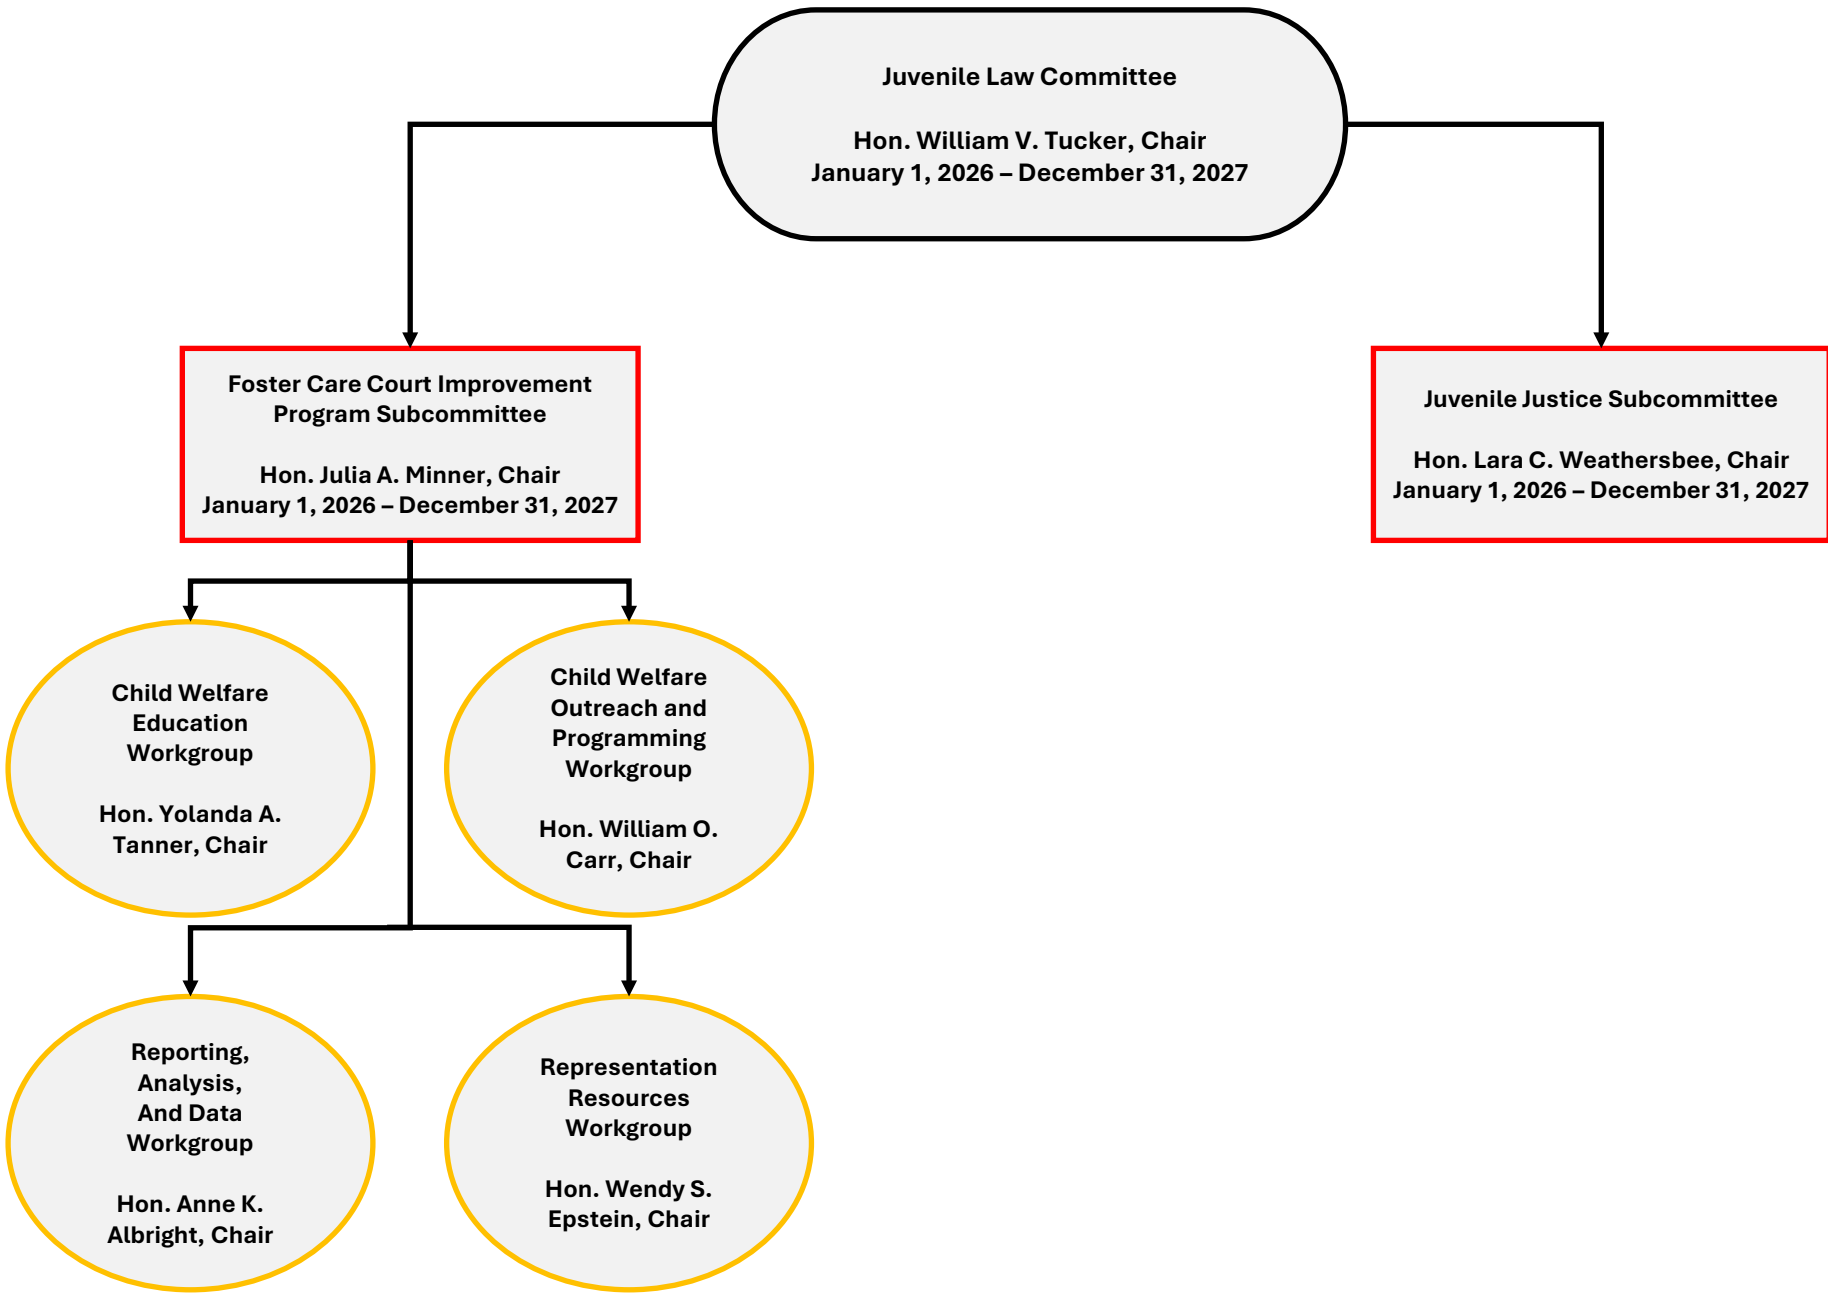 Juvenile Law Committee
Hon. William V. Tucker, Chair
January 1, 2026 – December 31, 2027
Foster Care Court Improvement
Program Subcommittee
Hon. Julia A. Minner, Chair
January 1, 2026 – December 31, 2027
Juvenile Justice Subcommittee
Hon. Lara C. Weathersbee, Chair
January 1, 2026 – December 31, 2027
Child Welfare
Education
Workgroup
Hon. Yolanda A.
Tanner, Chair
Child Welfare
Outreach and
Programming
Workgroup
Hon. William O.
Carr, Chair
Reporting,
Analysis,
And Data
Workgroup
Hon. Anne K.
Albright, Chair
Representation
Resources
Workgroup
Hon. Wendy S.
Epstein, Chair